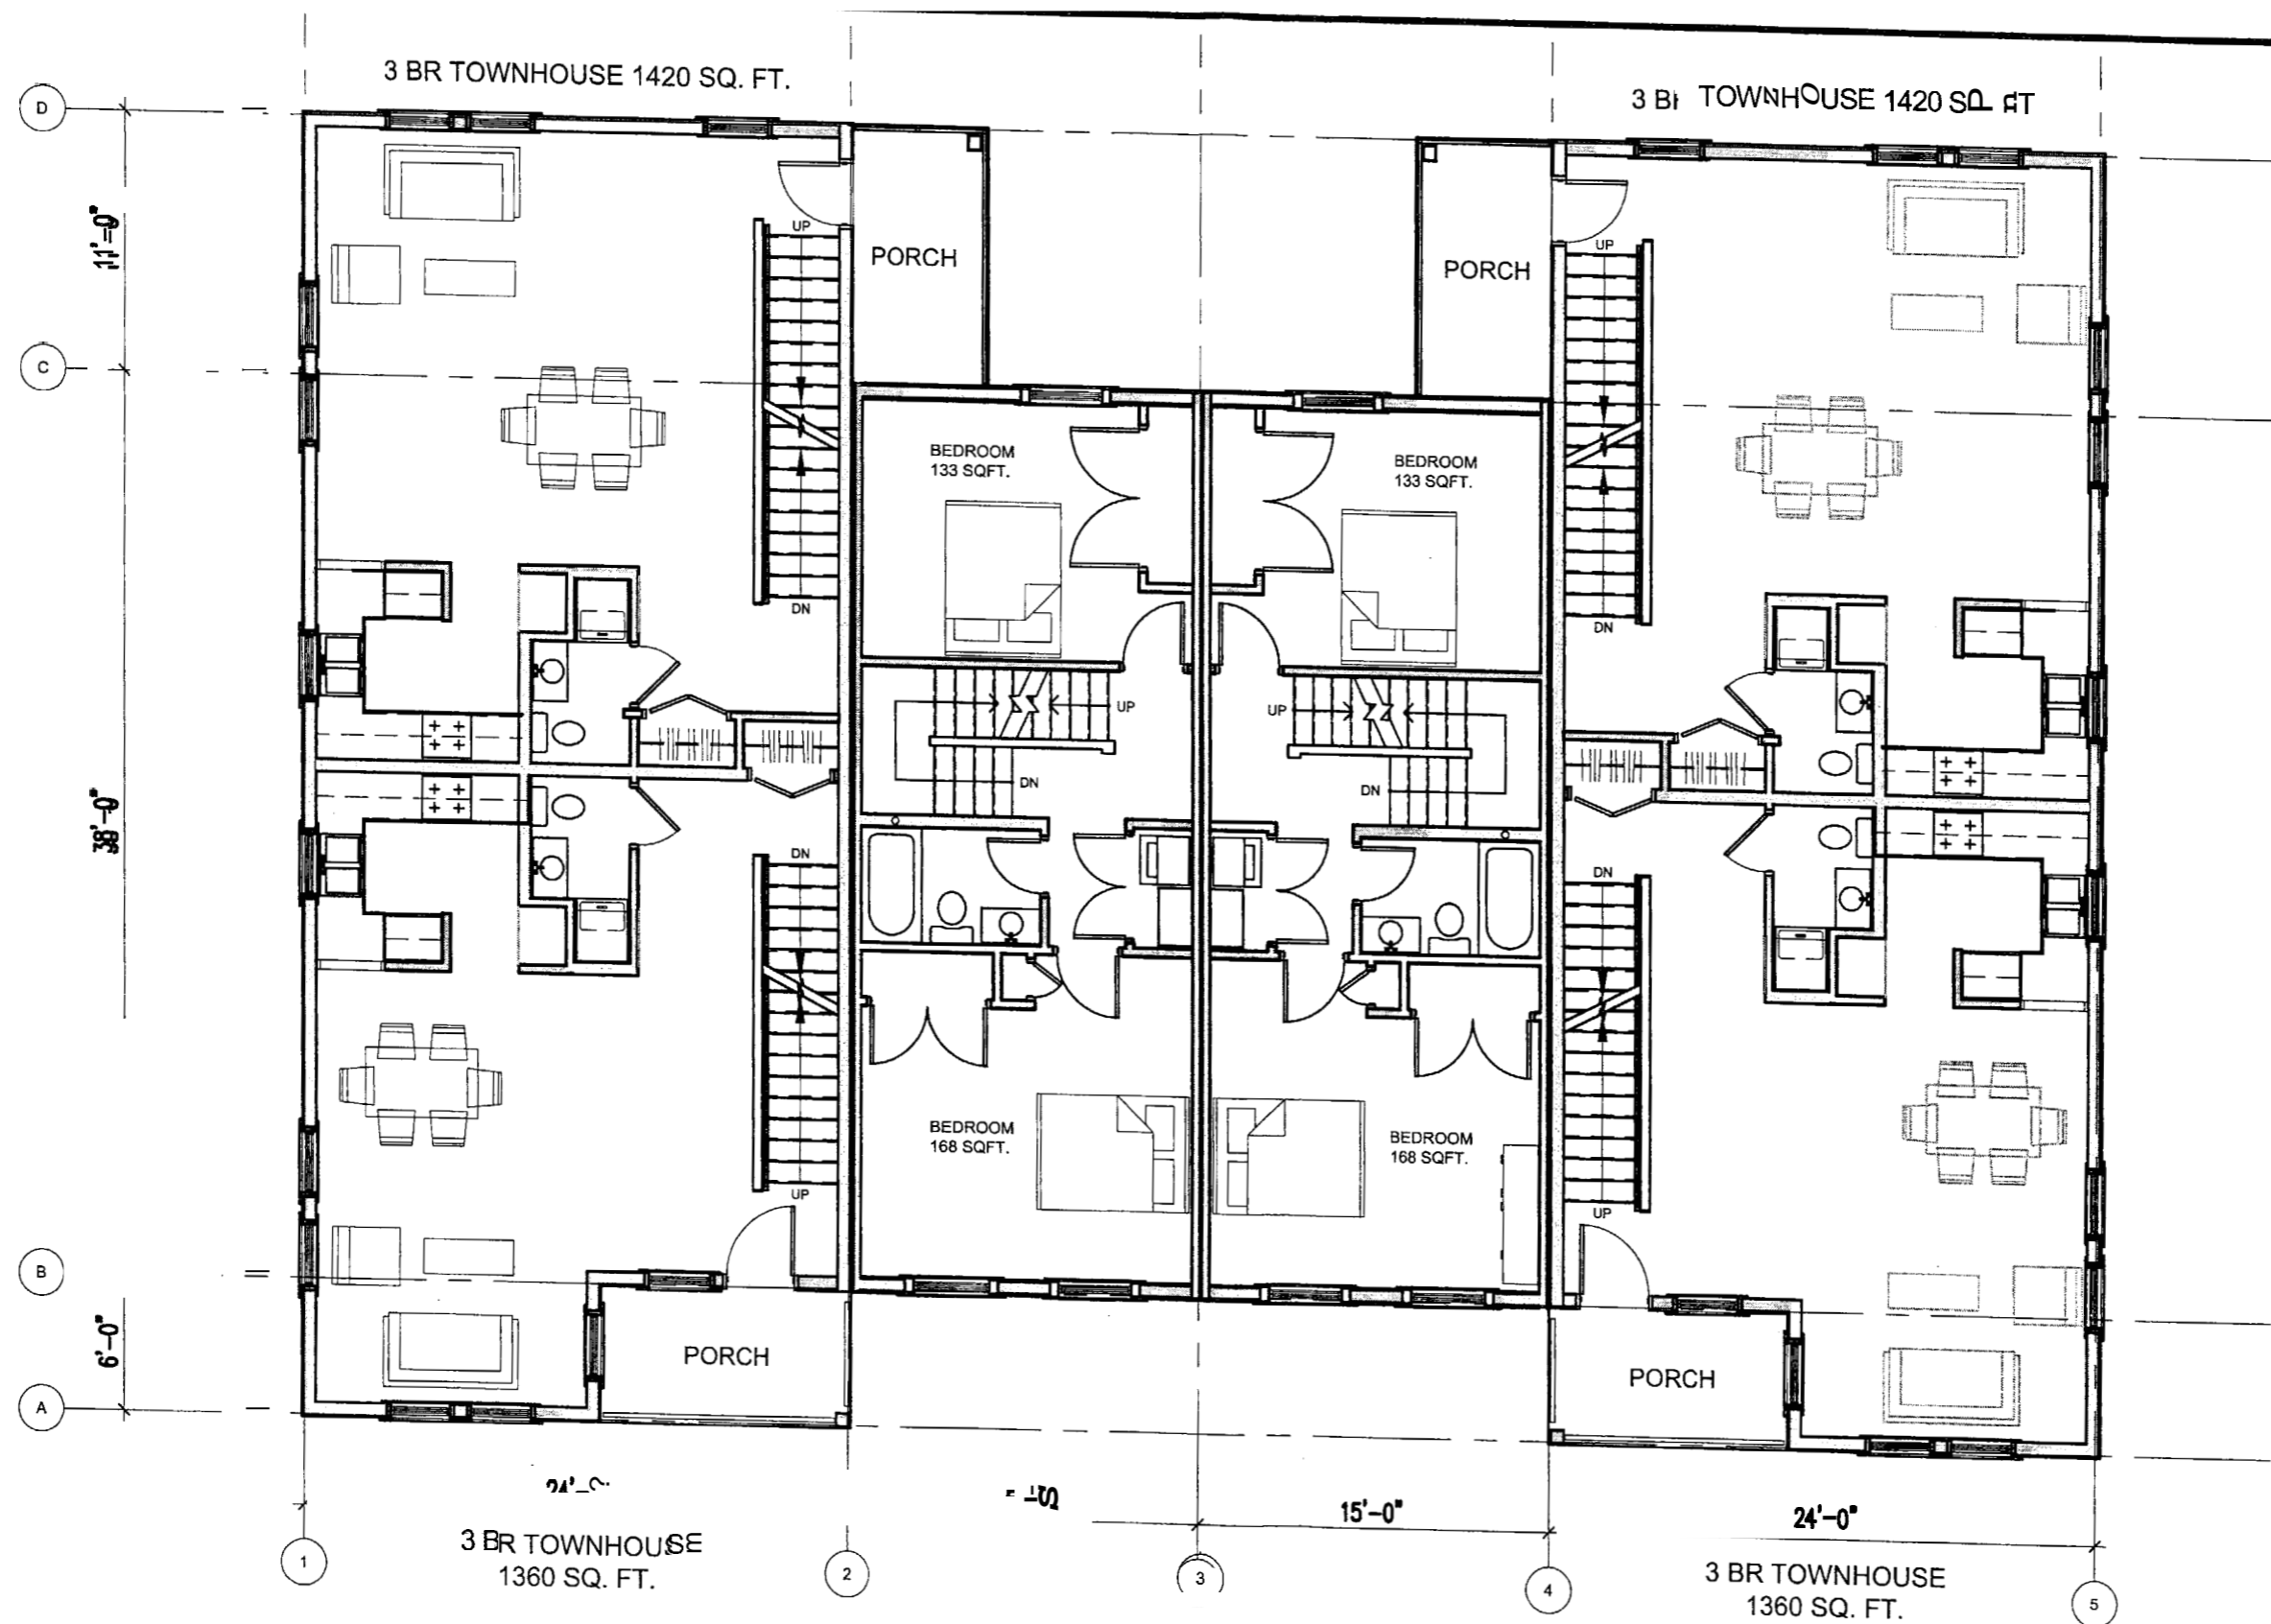 3 BR TOWNHOUSE 1420 SQ. FT.
TOWNHOUSE 1420
D
11'-0"
C
38'-0"
B
6'-0"
A
UP
PORCH
PORCH
UP
BEDROOM
133 SQFT.
BEDROOM
133 SQFT.
DN
DN
UP
UP
DN
DN
DN
DN
BEDROOM
168 SQFT.
BEDROOM
168 SQFT.
UP
UP
PORCH
PORCH
15'-0"
24'-0"
3 BR TOWNHOUSE
1360 SQ. FT.
3 BR TOWNHOUSE
1360 SQ. FT.
1
2
3
4
5